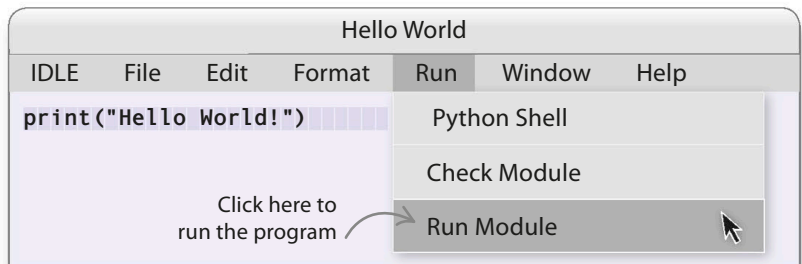 Hello World
IDLE File Edit Format Run Window Help
print("Hello World!")
Python Shell
Check Module
Click here to
run the program
Run Module